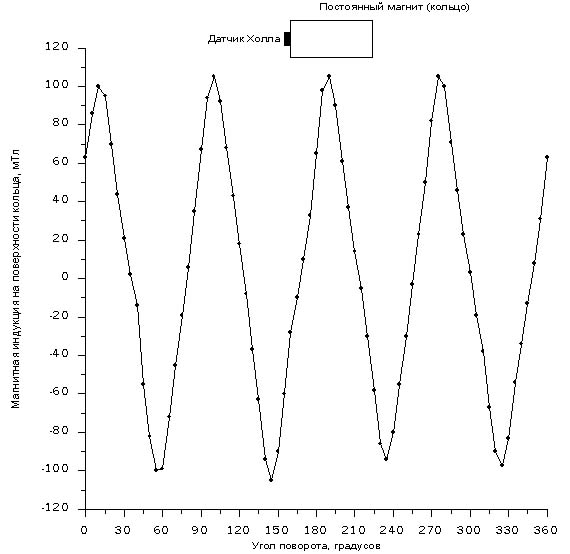 Постоянный магнит (кольцо)
Датчик Холла
120
100
80
60
40
20
0
-20
-40
-60
-80
-100
-120
Магнитная индукция на поверхности кольца, мТл
0 30 60 90 120 150 180 210 240 270 300 330 360
Угол поворота, градусов